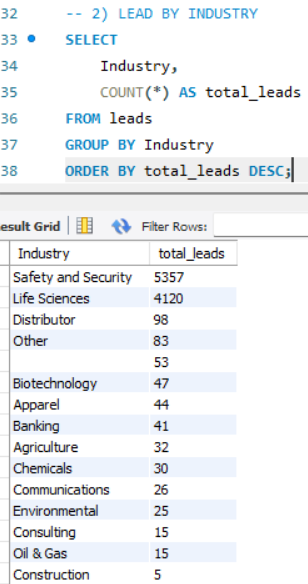 32 -- 2) LEAD BY INDUSTRY
33 SELECT
34 Industry,
35 COUNT(*) AS total_leads
36 FROM leads
37 GROUP BY Industry
38 ORDER BY total_leads DESC;
esult Grid Filter Rows:
Industry total_leads
Safety and Security 5357
Life Sciences 4120
Distributor 98
Other 83
53
Biotechnology 47
Apparel 44
Banking 41
Agriculture 32
Chemicals 30
Communications 26
Environmental 25
Consulting 15
Oil & Gas 15
Construction 5